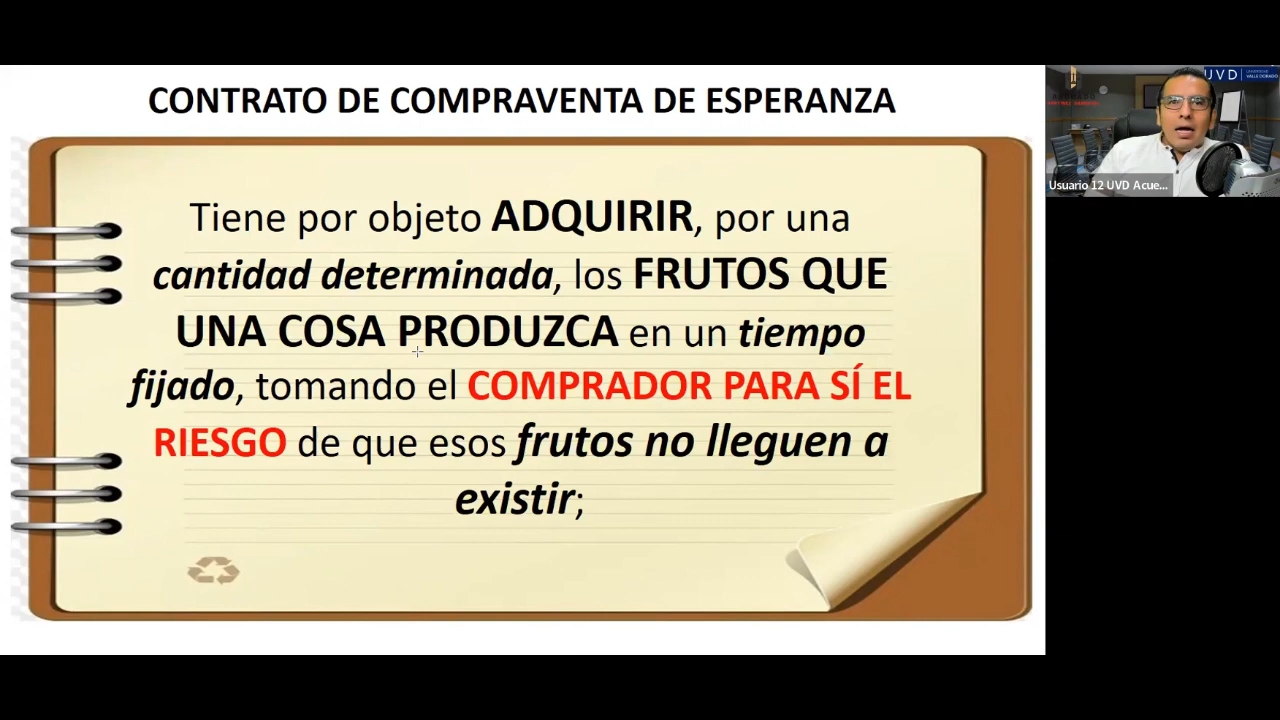 CONTRATO DE COMPRAVENTA DE ESPERANZA
Tiene por objeto ADQUIRIR, por una
cantidad determinada, los FRUTOS QUE
UNA COSA PRODUZCA en un tiempo
fijado, tomando el COMPRADOR PARA SÍ EL
RIESGO de que esos frutos no lleguen a
existir;
UVD
Usuario 12 UVD Acue...